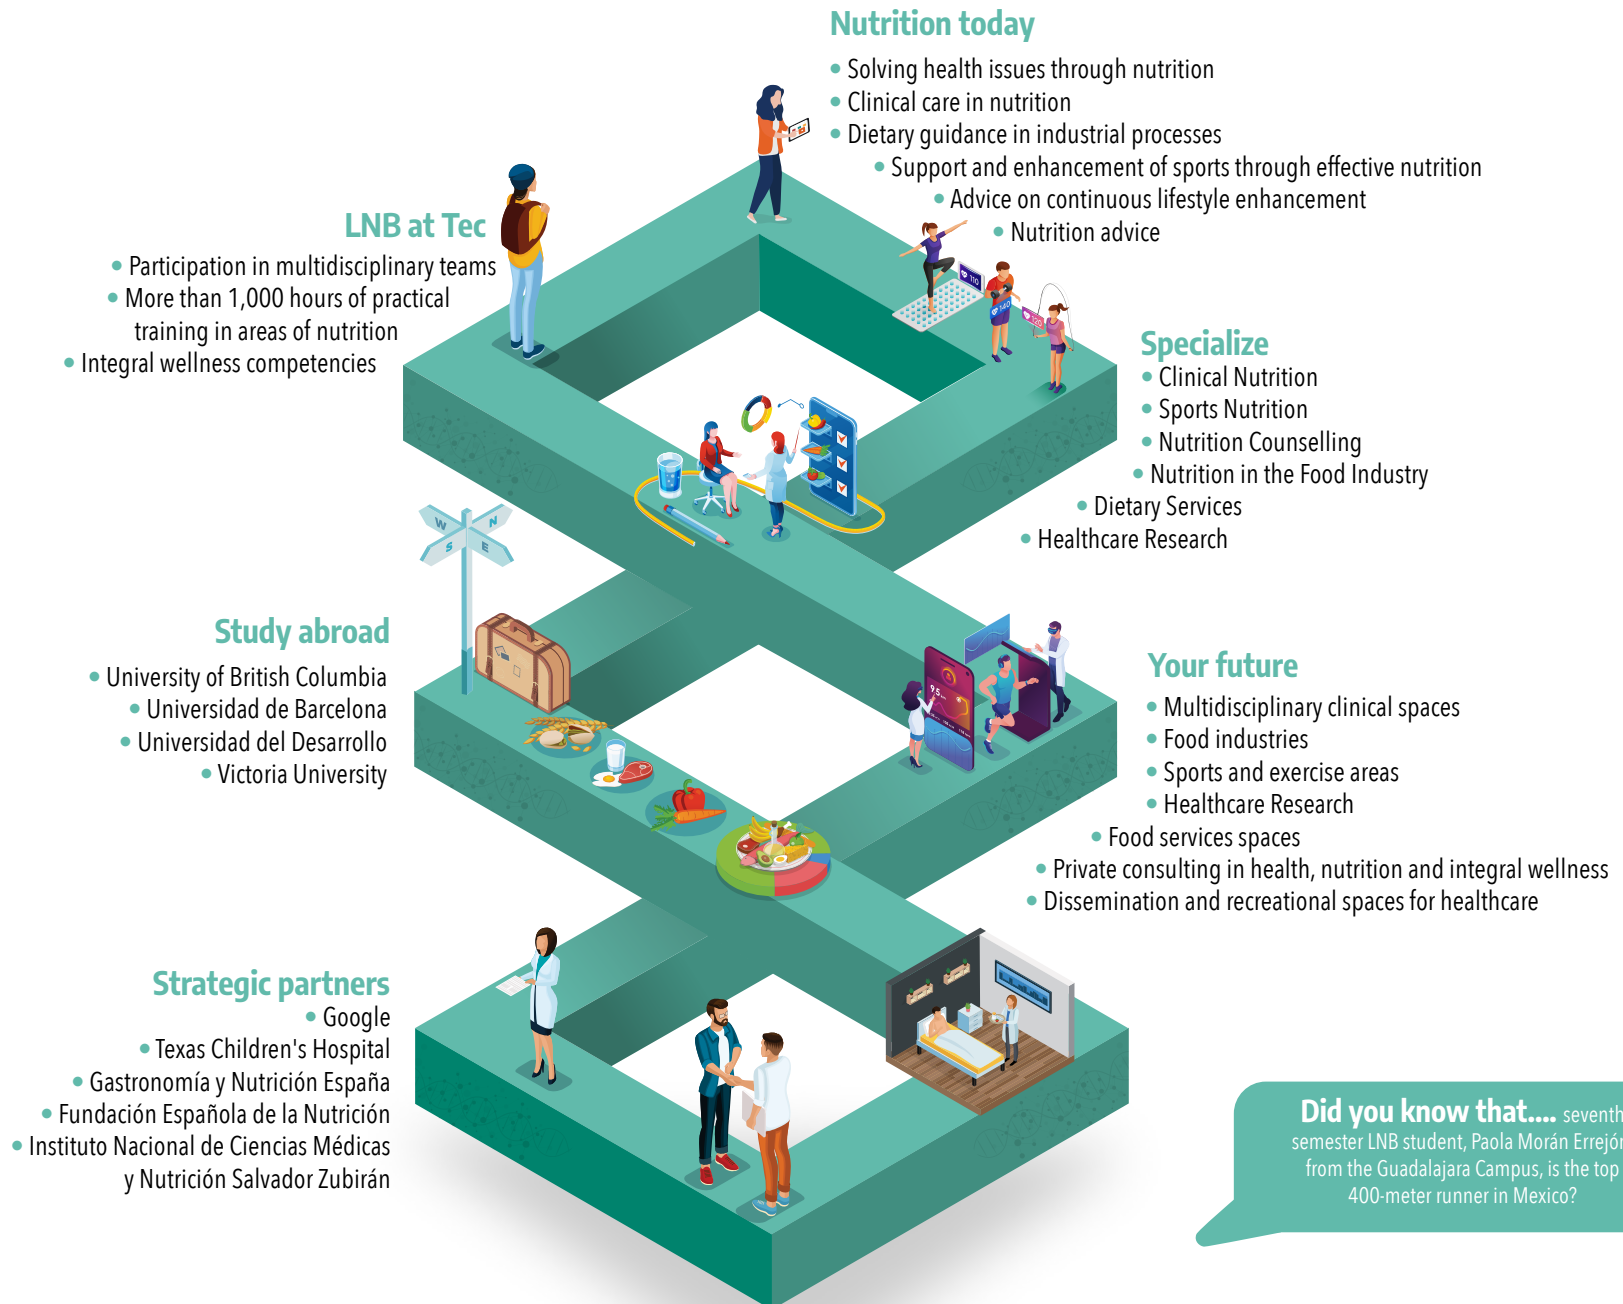 Nutrition today
• Solving health issues through nutrition
• Clinical care in nutrition
• Dietary guidance in industrial processes
• Support and enhancement of sports through effective nutrition
• Advice on continuous lifestyle enhancement
• Nutrition advice
LNB at Tec
• Participation in multidisciplinary teams
• More than 1,000 hours of practical
training in areas of nutrition
• Integral wellness competencies
110
140
120
Specialize
• Clinical Nutrition
• Sports Nutrition
• Nutrition Counselling
• Nutrition in the Food Industry
• Dietary Services
• Healthcare Research
W N
S E
Study abroad
• University of British Columbia
• Universidad de Barcelona
• Universidad del Desarrollo
• Victoria University
Your future
• Multidisciplinary clinical spaces
• Food industries
• Sports and exercise areas
• Healthcare Research
• Food services spaces
• Private consulting in health, nutrition and integral wellness
• Dissemination and recreational spaces for healthcare
Strategic partners
• Google
• Texas Children's Hospital
• Gastronomía y Nutrición España
• Fundación Española de la Nutrición
• Instituto Nacional de Ciencias Médicas
y Nutrición Salvador Zubirán
Did you know that.... seventh
semester LNB student, Paola Morán Errejón
from the Guadalajara Campus, is the top
400-meter runner in Mexico?